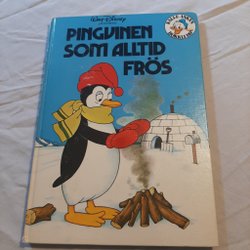 Walt Disney
PINGVINEN
SOM ALLTID
FRÖS